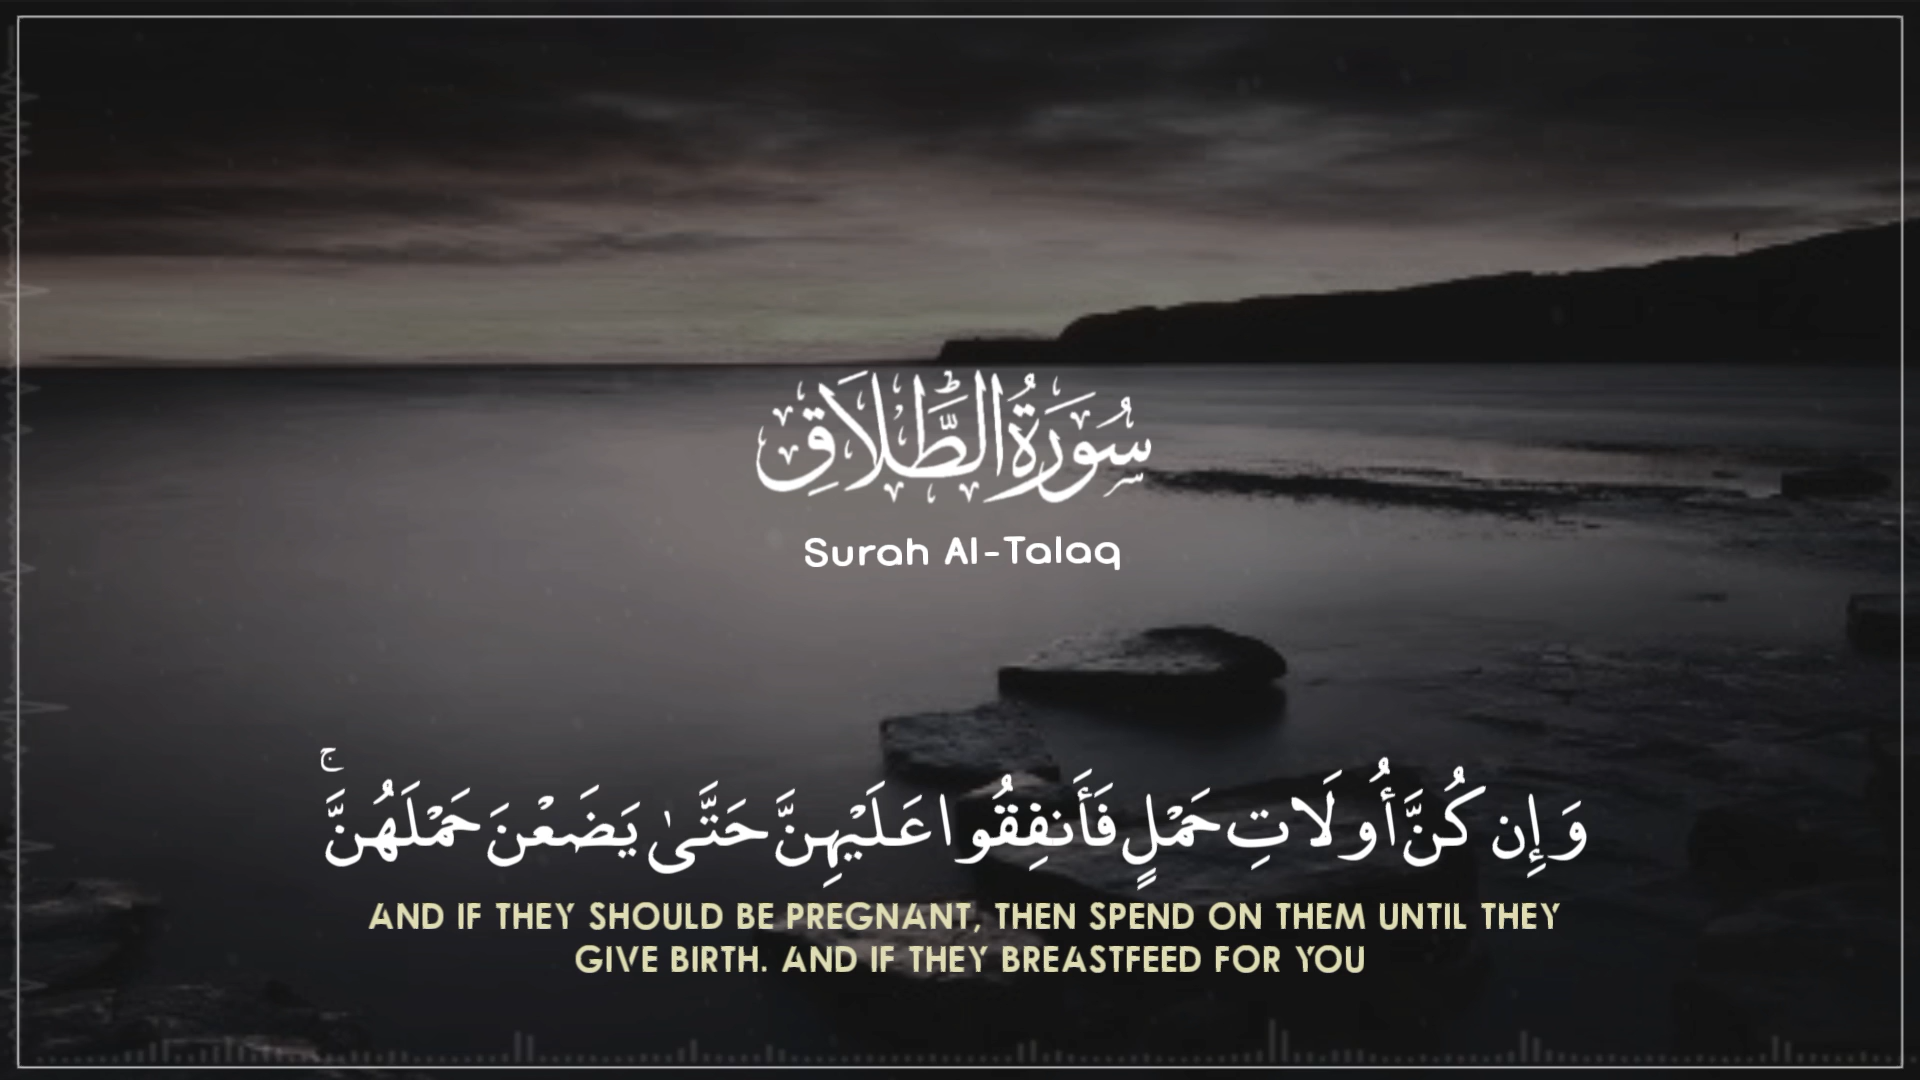 سُورَةُ الطَّلَاقِ
Surah Al-Talaq
وَإِن كُنَّ أُولَاتِ حَمْلٍ فَأَنفِقُوا عَلَيْهِنَّ حَتَّىٰ يَضَعْنَ حَمْلَهُنَّ ۚ
AND IF THEY SHOULD BE PREGNANT, THEN SPEND ON THEM UNTIL THEY
GIVE BIRTH. AND IF THEY BREASTFEED FOR YOU